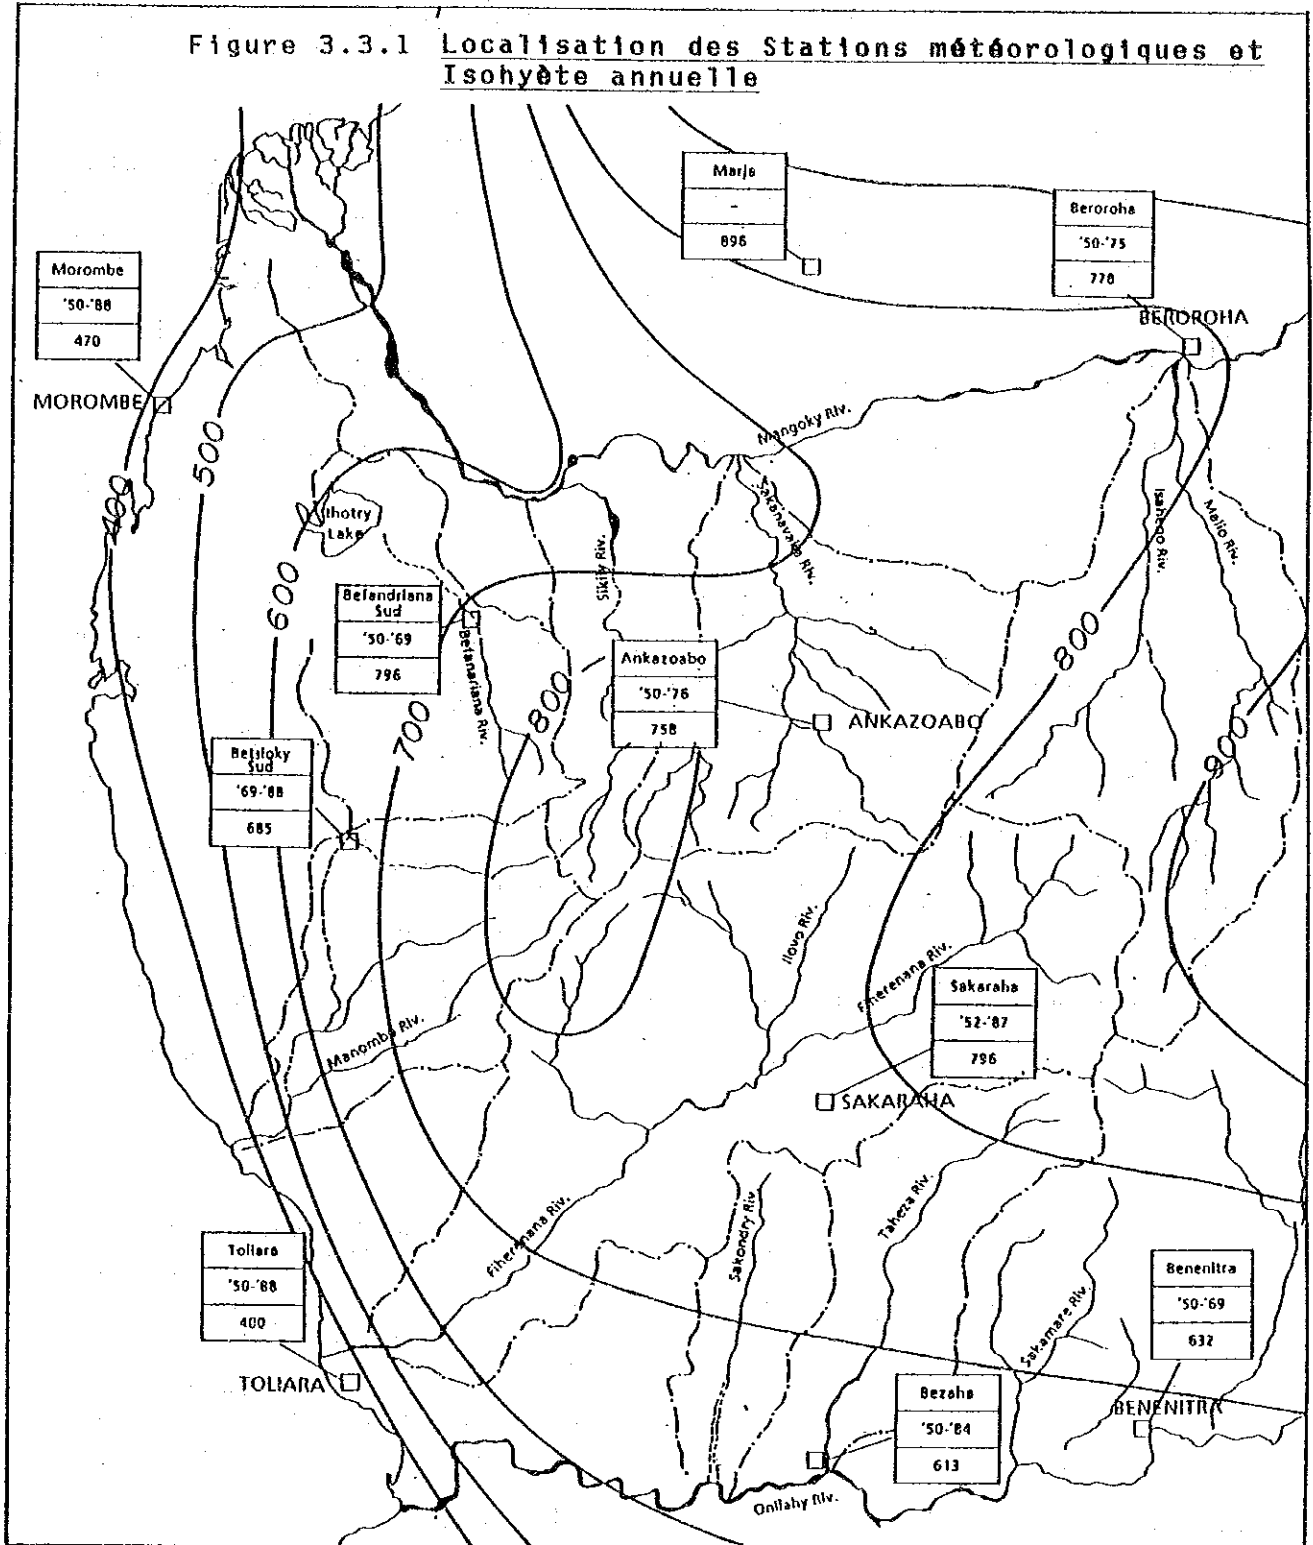 Figure 3.3.1 Localisation des Stations météorologiques et
Isohyète annuelle
Marja
-
896
Beroroha
'50-'75
778
BEROROHA
Morombe
'50-'88
470
MOROMBE
400
500
600
700
800
800
900
Mangoky Riv.
Ihotry
Lake
Sikily Riv.
Sakanavaka Riv.
Malio Riv.
Befandriana
Sud
'50-'69
796
Befanariana Riv.
Ankazoabo
'50-'76
758
ANKAZOABO
Betsioky
Sud
'69-'88
685
Ilovo Riv.
Fiherenana Riv.
Sakaraha
'52-'87
796
SAKARAHA
Manombo Riv.
Fiherenana Riv.
Sakondry Riv.
Taheza Riv.
Sakamare Riv.
Toliara
'50-'88
400
TOLIARA
Benenitra
'50-'69
632
BENENITRA
Bezaha
'50-'84
613
Onilahy Riv.